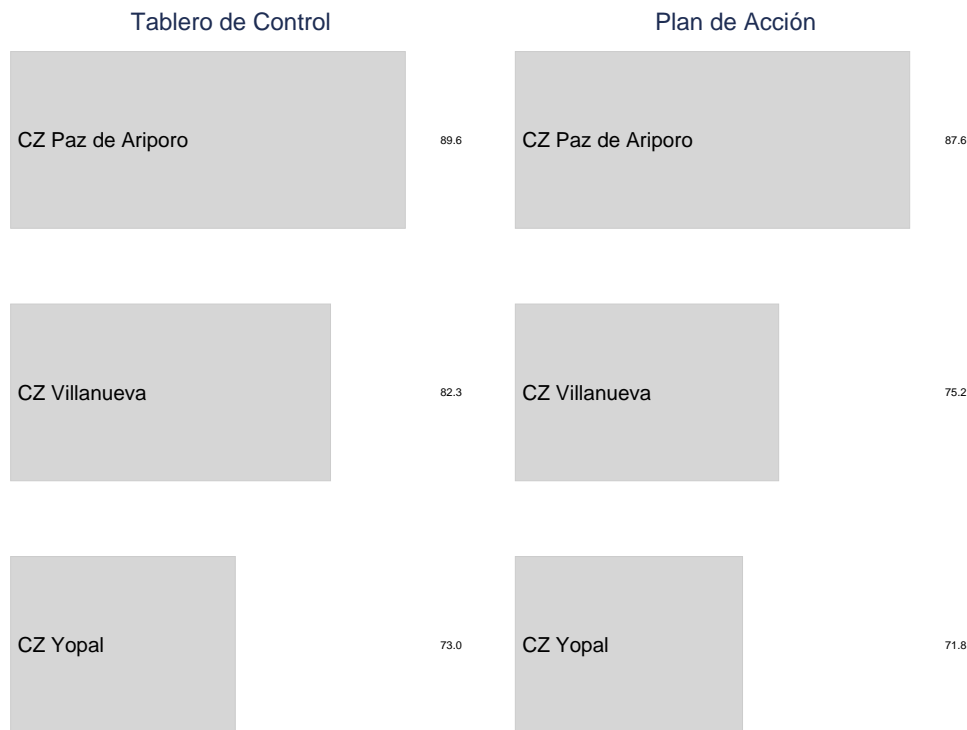 Tablero de Control
CZ Paz de Ariporo 89.6
CZ Villanueva 82.3
CZ Yopal 73.0
Plan de Acción
CZ Paz de Ariporo 87.6
CZ Villanueva 75.2
CZ Yopal 71.8